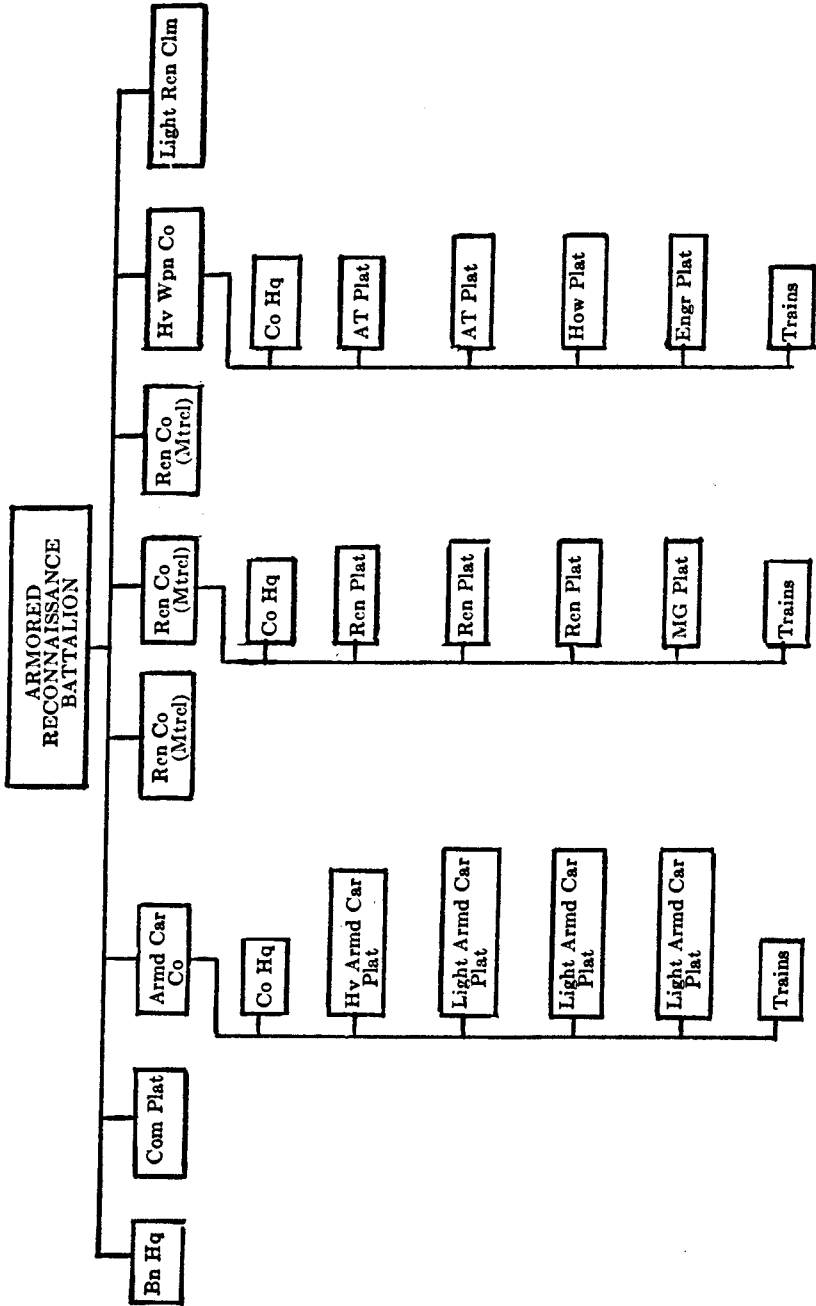 ARMORED
RECONNAISSANCE
BATTALION
Bn Hq
Com Plat
Armd Car
Co
Rcn Co
(Mtrcl)
Rcn Co
(Mtrcl)
Rcn Co
(Mtrcl)
Hv Wpn Co
Light Rcn Clm
Co Hq
Hv Armd Car
Plat
Light Armd Car
Plat
Light Armd Car
Plat
Light Armd Car
Plat
Trains
Co Hq
Rcn Plat
Rcn Plat
Rcn Plat
MG Plat
Trains
Co Hq
AT Plat
AT Plat
How Plat
Engr Plat
Trains